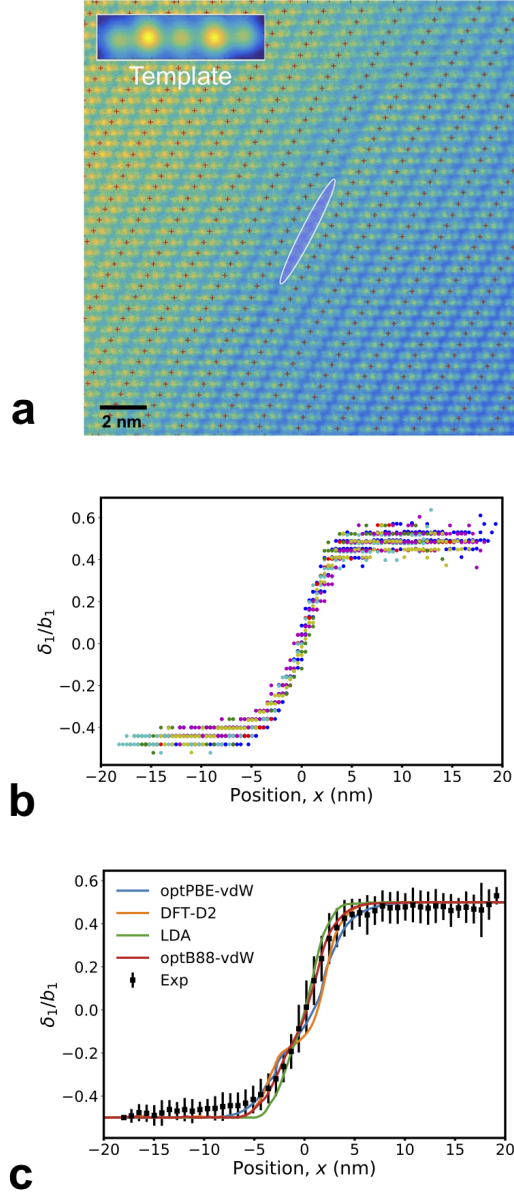 Template
2 nm
a
0.6
0.4
0.2
0.0
−0.2
−0.4
δ₁/b₁
−20 −15 −10 −5 0 5 10 15 20
Position, x (nm)
b
optPBE-vdW
DFT-D2
LDA
optB88-vdW
Exp
0.6
0.4
0.2
0.0
−0.2
−0.4
δ₁/b₁
−20 −15 −10 −5 0 5 10 15 20
Position, x (nm)
c